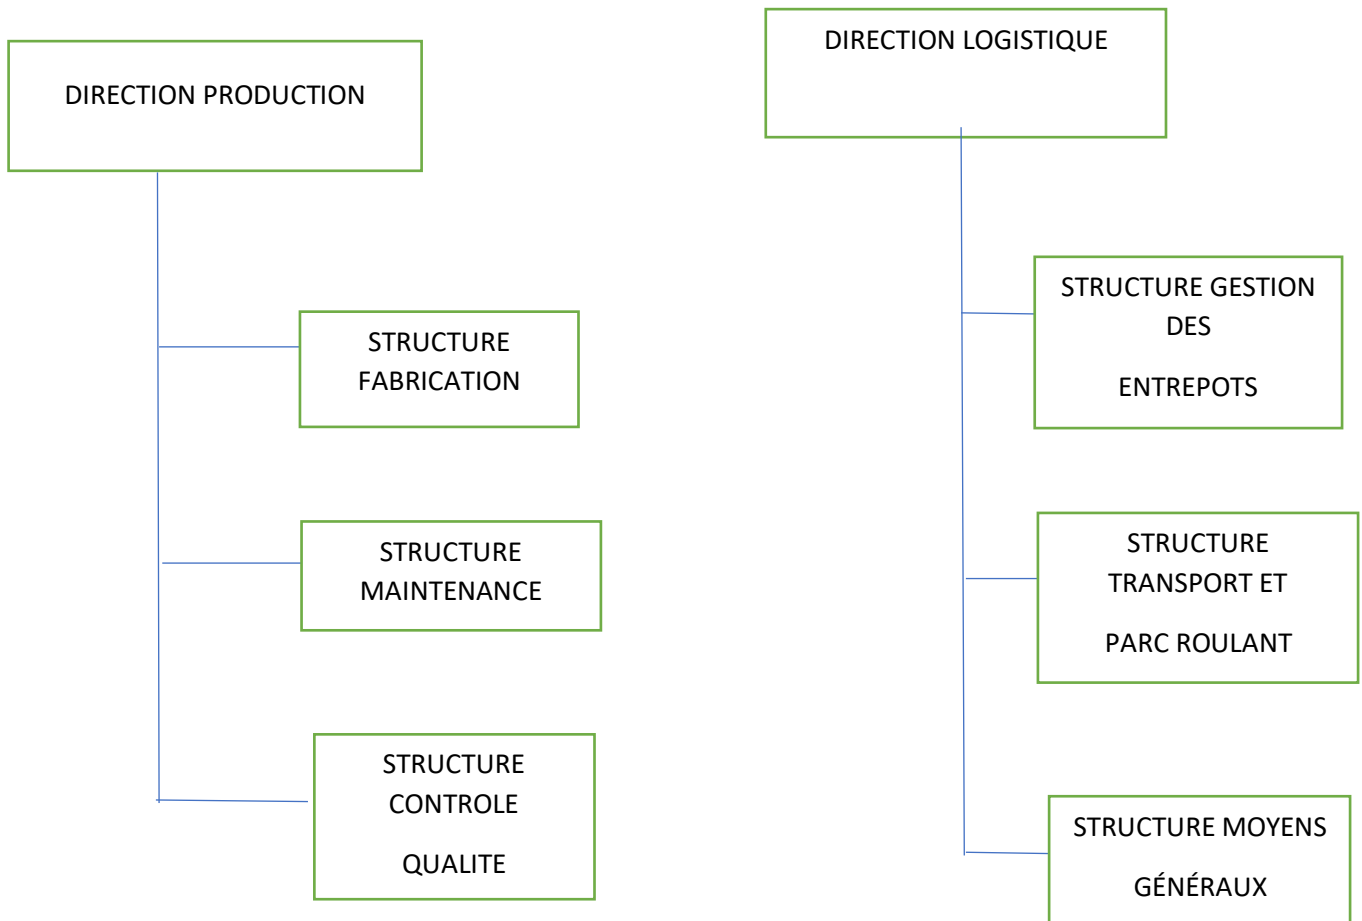 DIRECTION PRODUCTION
STRUCTURE
FABRICATION
STRUCTURE
MAINTENANCE
STRUCTURE
CONTROLE
QUALITE
DIRECTION LOGISTIQUE
STRUCTURE GESTION
DES
ENTREPOTS
STRUCTURE
TRANSPORT ET
PARC ROULANT
STRUCTURE MOYENS
GÉNÉRAUX